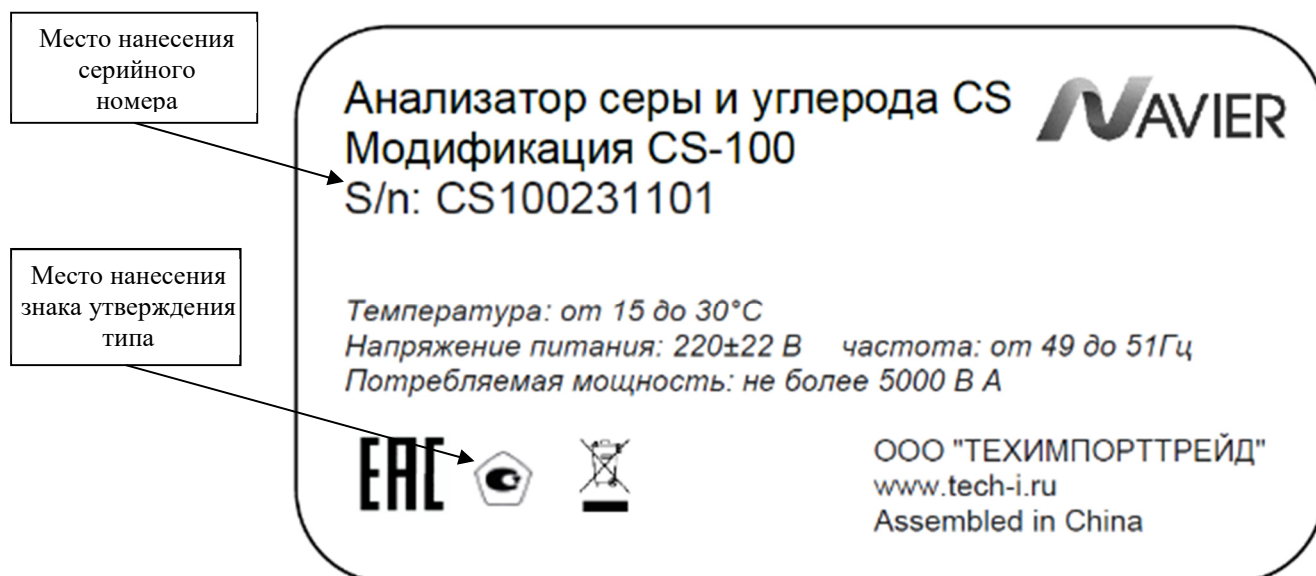 Место нанесения
серийного
номера
Анализатор серы и углерода CS
NAVIER
Модификация CS-100
S/n: CS100231101
Место нанесения
знака утверждения
типа
Температура: от 15 до 30°C
Напряжение питания: 220±22 В частота: от 49 до 51Гц
Потребляемая мощность: не более 5000 В А
EAC
ООО "ТЕХИМПОРТТРЕЙД"
www.tech-i.ru
Assembled in China